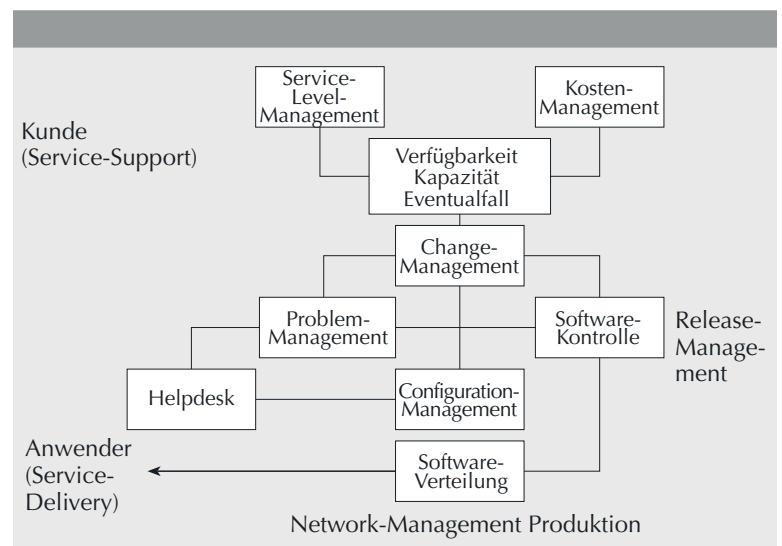 Service-
Level-
Management
Kosten-
Management
Kunde
(Service-Support)
Verfügbarkeit
Kapazität
Eventualfall
Change-
Management
Problem-
Management
Software-
Kontrolle
Release-
Manage-
ment
Helpdesk
Configuration-
Management
Anwender
(Service-
Delivery)
Software-
Verteilung
Network-Management Produktion